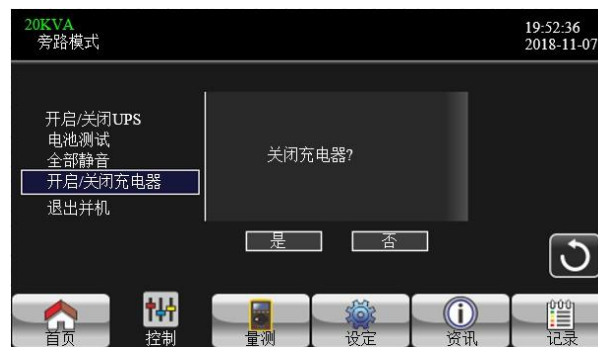 20KVA
旁路模式
19:52:36
2018-11-07
开启/关闭UPS
电池测试
全部静音
开启/关闭充电器
退出并机
关闭充电器?
是 否
首页 控制 量测 设定 资讯 记录